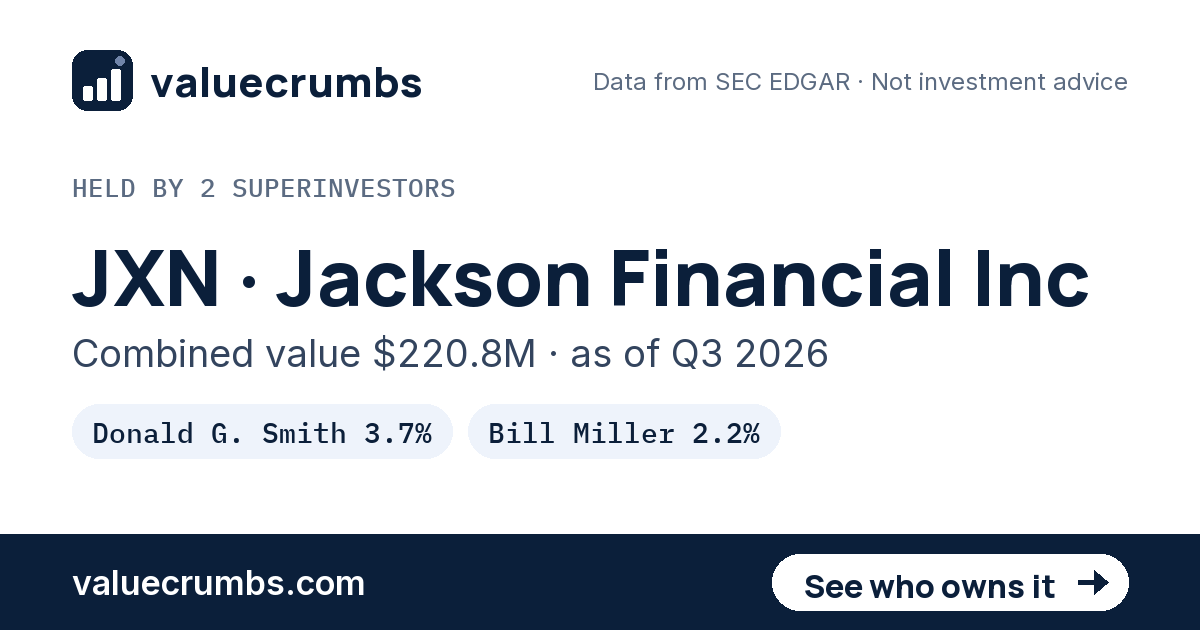 valuecrumbs
Data from SEC EDGAR · Not investment advice
HELD BY 2 SUPERINVESTORS
JXN · Jackson Financial Inc
Combined value $220.8M · as of Q3 2026
Donald G. Smith 3.7%
Bill Miller 2.2%
valuecrumbs.com
See who owns it →